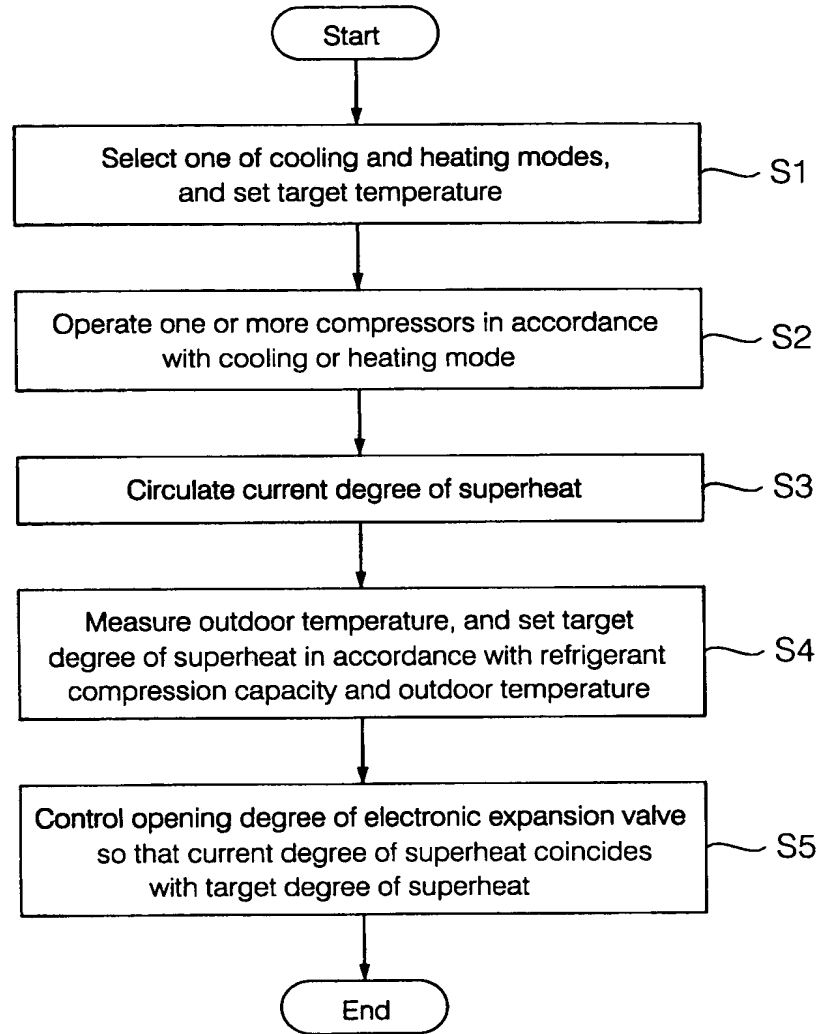 Start
Select one of cooling and heating modes,
and set target temperature
S1
Operate one or more compressors in accordance
with cooling or heating mode
S2
Circulate current degree of superheat
S3
Measure outdoor temperature, and set target
degree of superheat in accordance with refrigerant
compression capacity and outdoor temperature
S4
Control opening degree of electronic expansion valve
so that current degree of superheat coincides
with target degree of superheat
S5
End